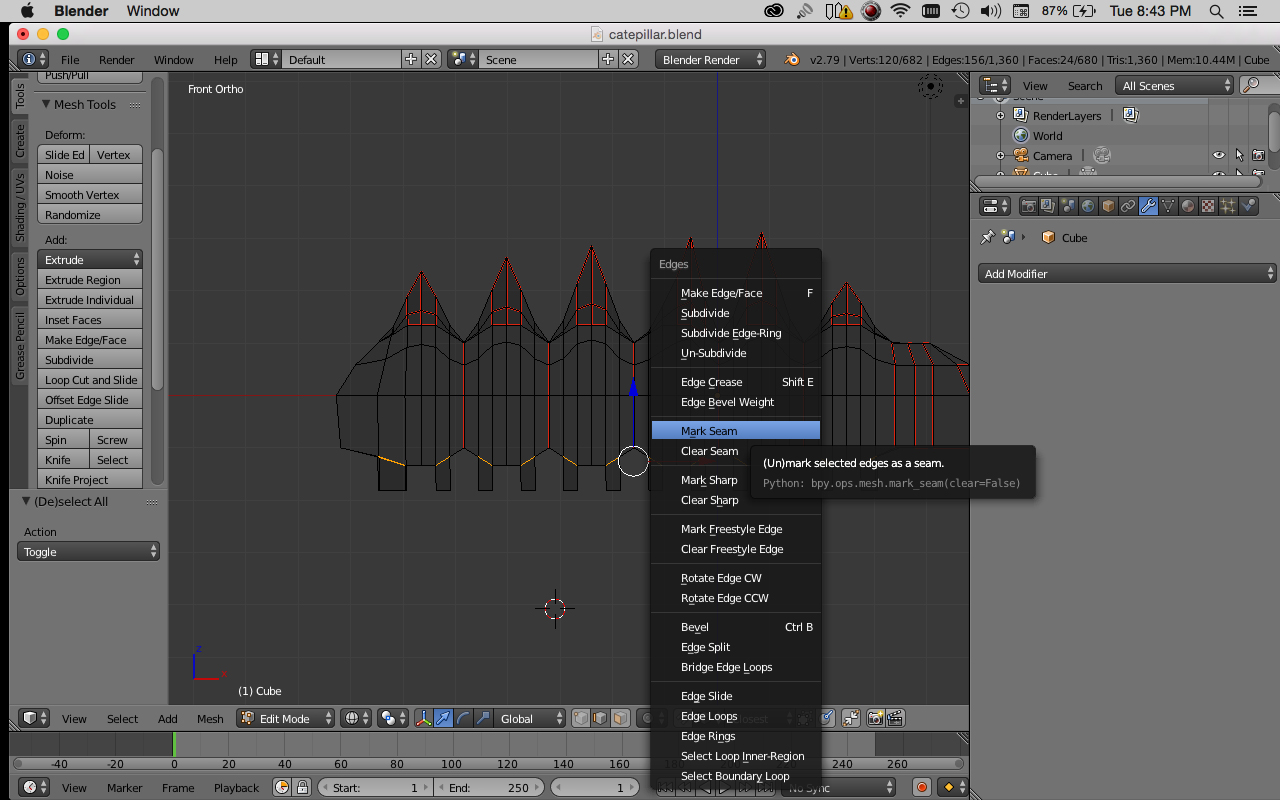 Blender Window 87% Tue 8:43 PM
catepillar.blend
File Render Window Help Default Scene Blender Render v2.79 | Verts:120/682 | Edges:156/1,360 | Faces:24/680 | Tris:1,360 | Mem:10.44M | Cube
Push/Pull
Mesh Tools
Deform:
Slide Ed Vertex
Noise
Smooth Vertex
Randomize
Add:
Extrude
Extrude Region
Extrude Individual
Inset Faces
Make Edge/Face
Subdivide
Loop Cut and Slide
Offset Edge Slide
Duplicate
Spin Screw
Knife Select
Knife Project
(De)select All
Action
Toggle
Tools
Create
Shading / UVs
Options
Grease Pencil
Front Ortho
Edges
Make Edge/Face F
Subdivide
Subdivide Edge-Ring
Un-Subdivide
Edge Crease Shift E
Edge Bevel Weight
Mark Seam
Clear Seam
Mark Sharp
Clear Sharp
Mark Freestyle Edge
Clear Freestyle Edge
Rotate Edge CW
Rotate Edge CCW
Bevel Ctrl B
Edge Split
Bridge Edge Loops
Edge Slide
Edge Loops
Edge Rings
Select Loop Inner-Region
Select Boundary Loop
(Un)mark selected edges as a seam.
Python: bpy.ops.mesh.mark_seam(clear=False)
z
(1) Cube
View Search All Scenes
Scene
RenderLayers
World
Camera
Cube
Cube
Add Modifier
View Select Add Mesh Edit Mode Global
-40 -20 0 20 40 60 80 100 120 140 160 180 220 240 260
View Marker Frame Playback Start: 1 End: 250 1 No Sync